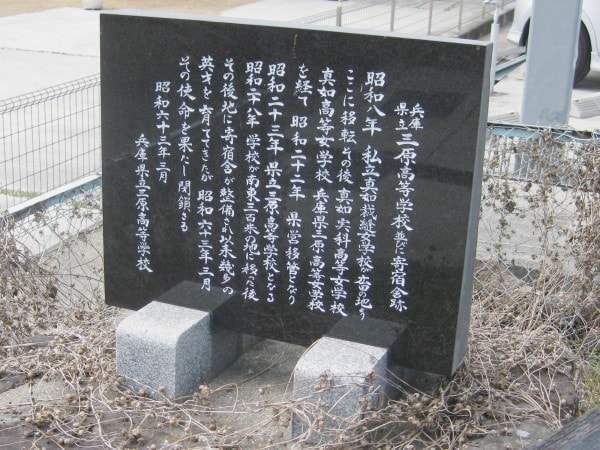 兵庫県立 三原高等学校 並びに 寄宿舎跡
昭和八年 私立真如裁縫女学校が 当の地より
ここに移転 その後 真如実科高等女学校
真如高等女学校 兵庫県三原高等女学校
を経て 昭和二十二年 県営移管となり
昭和二十三年 県立三原高等学校となる
昭和二十八年 学校が南東三百米の地に移た後
その後地に寄宿舎が整備され以来幾多の
英才を育ててきたが 昭和六十三年三月
その使命を果たし閉鎖さる
昭和六十三年三月
兵庫県立三原高等学校